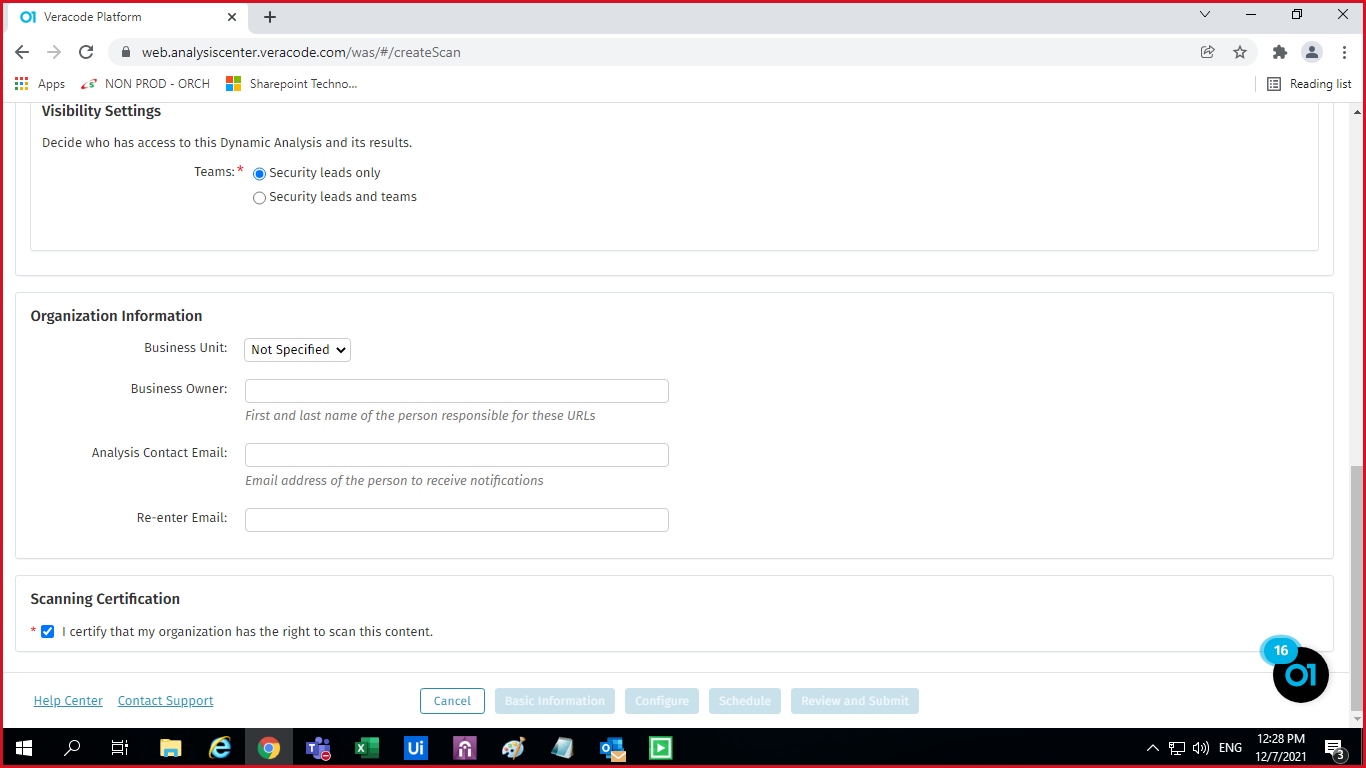 Veracode Platform
web.analysiscenter.veracode.com/was/#/createScan
Apps
NON PROD - ORCH
Sharepoint Techno...
Reading list
Visibility Settings
Decide who has access to this Dynamic Analysis and its results.
Teams:*
Security leads only
Security leads and teams
Organization Information
Business Unit:
Not Specified
Business Owner:
First and last name of the person responsible for these URLs
Analysis Contact Email:
Email address of the person to receive notifications
Re-enter Email:
Scanning Certification
* I certify that my organization has the right to scan this content.
16
Help Center
Contact Support
Cancel
Basic Information
Configure
Schedule
Review and Submit
Ui
ENG
12:28 PM
12/7/2021
3